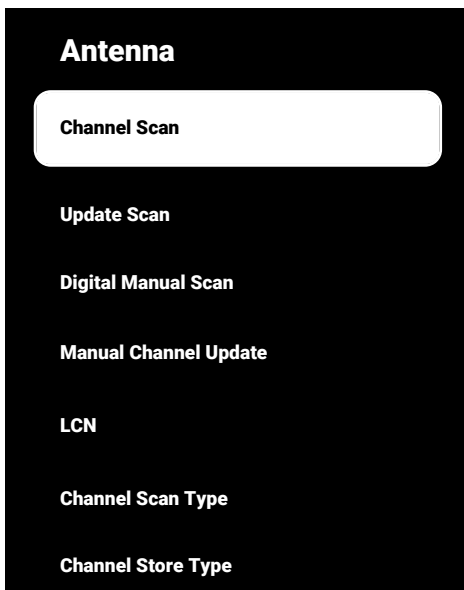 Antenna
Channel Scan
Update Scan
Digital Manual Scan
Manual Channel Update
LCN
Channel Scan Type
Channel Store Type